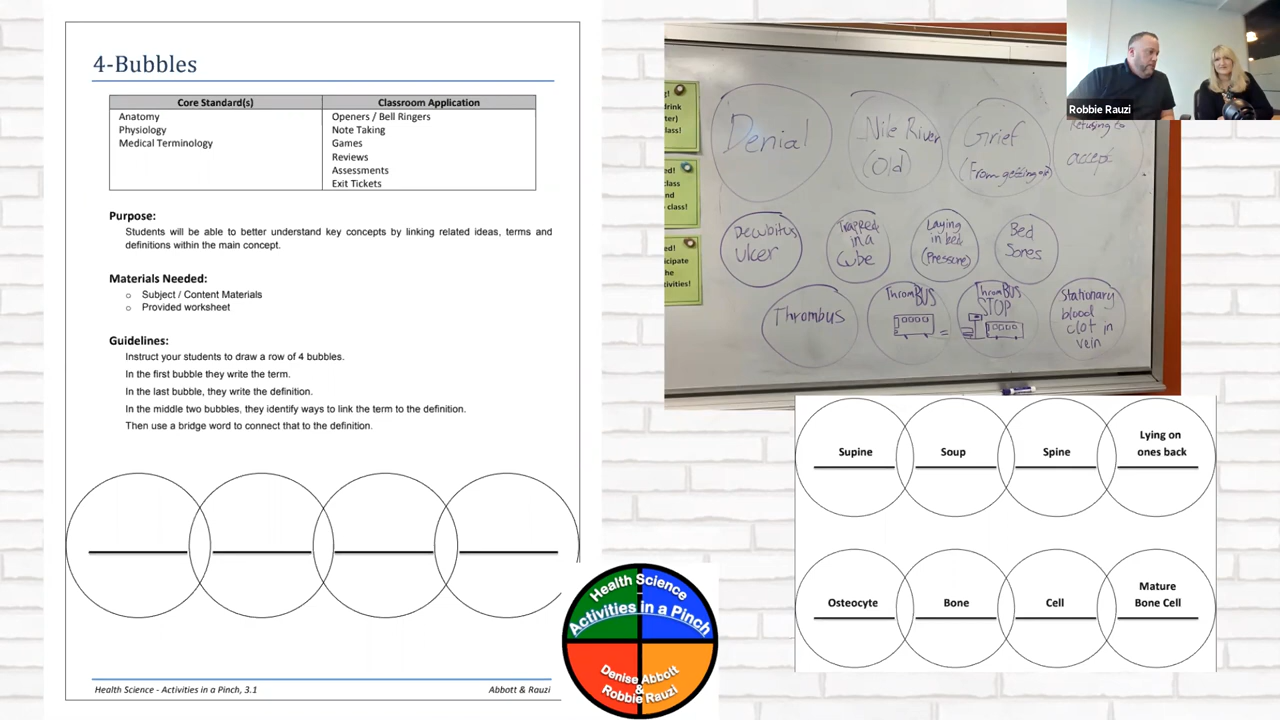 4-Bubbles
Core Standard(s)
Classroom Application
Anatomy
Openers / Bell Ringers
Physiology
Note Taking
Medical Terminology
Games
Reviews
Assessments
Exit Tickets
Purpose:
Students will be able to better understand key concepts by linking related ideas, terms and
definitions within the main concept.
Materials Needed:
o Subject / Content Materials
o Provided worksheet
Guidelines:
Instruct your students to draw a row of 4 bubbles.
In the first bubble they write the term.
In the last bubble, they write the definition.
In the middle two bubbles, they identify ways to link the term to the definition.
Then use a bridge word to connect that to the definition.
Health Science - Activities in a Pinch, 3.1
Abbott & Rauzi
Health Science
Activities in a Pinch
Denise Abbott
&
Robbie Rauzi
drink
class!
class
and
class!
icipate
the
tivities!
Denial
Nile River
(Old)
Grief
(From getting old)
Refusing to
accept
Decubitus
ulcer
Trapped
in a
Cube
Laying
in bed
(Pressure)
Bed
Sores
Thrombus
ThromBUS
=
ThromBUS
STOP
Stationary
blood
clot in
vein
Robbie Rauzi
Supine
Soup
Spine
Lying on
ones back
Osteocyte
Bone
Cell
Mature
Bone Cell